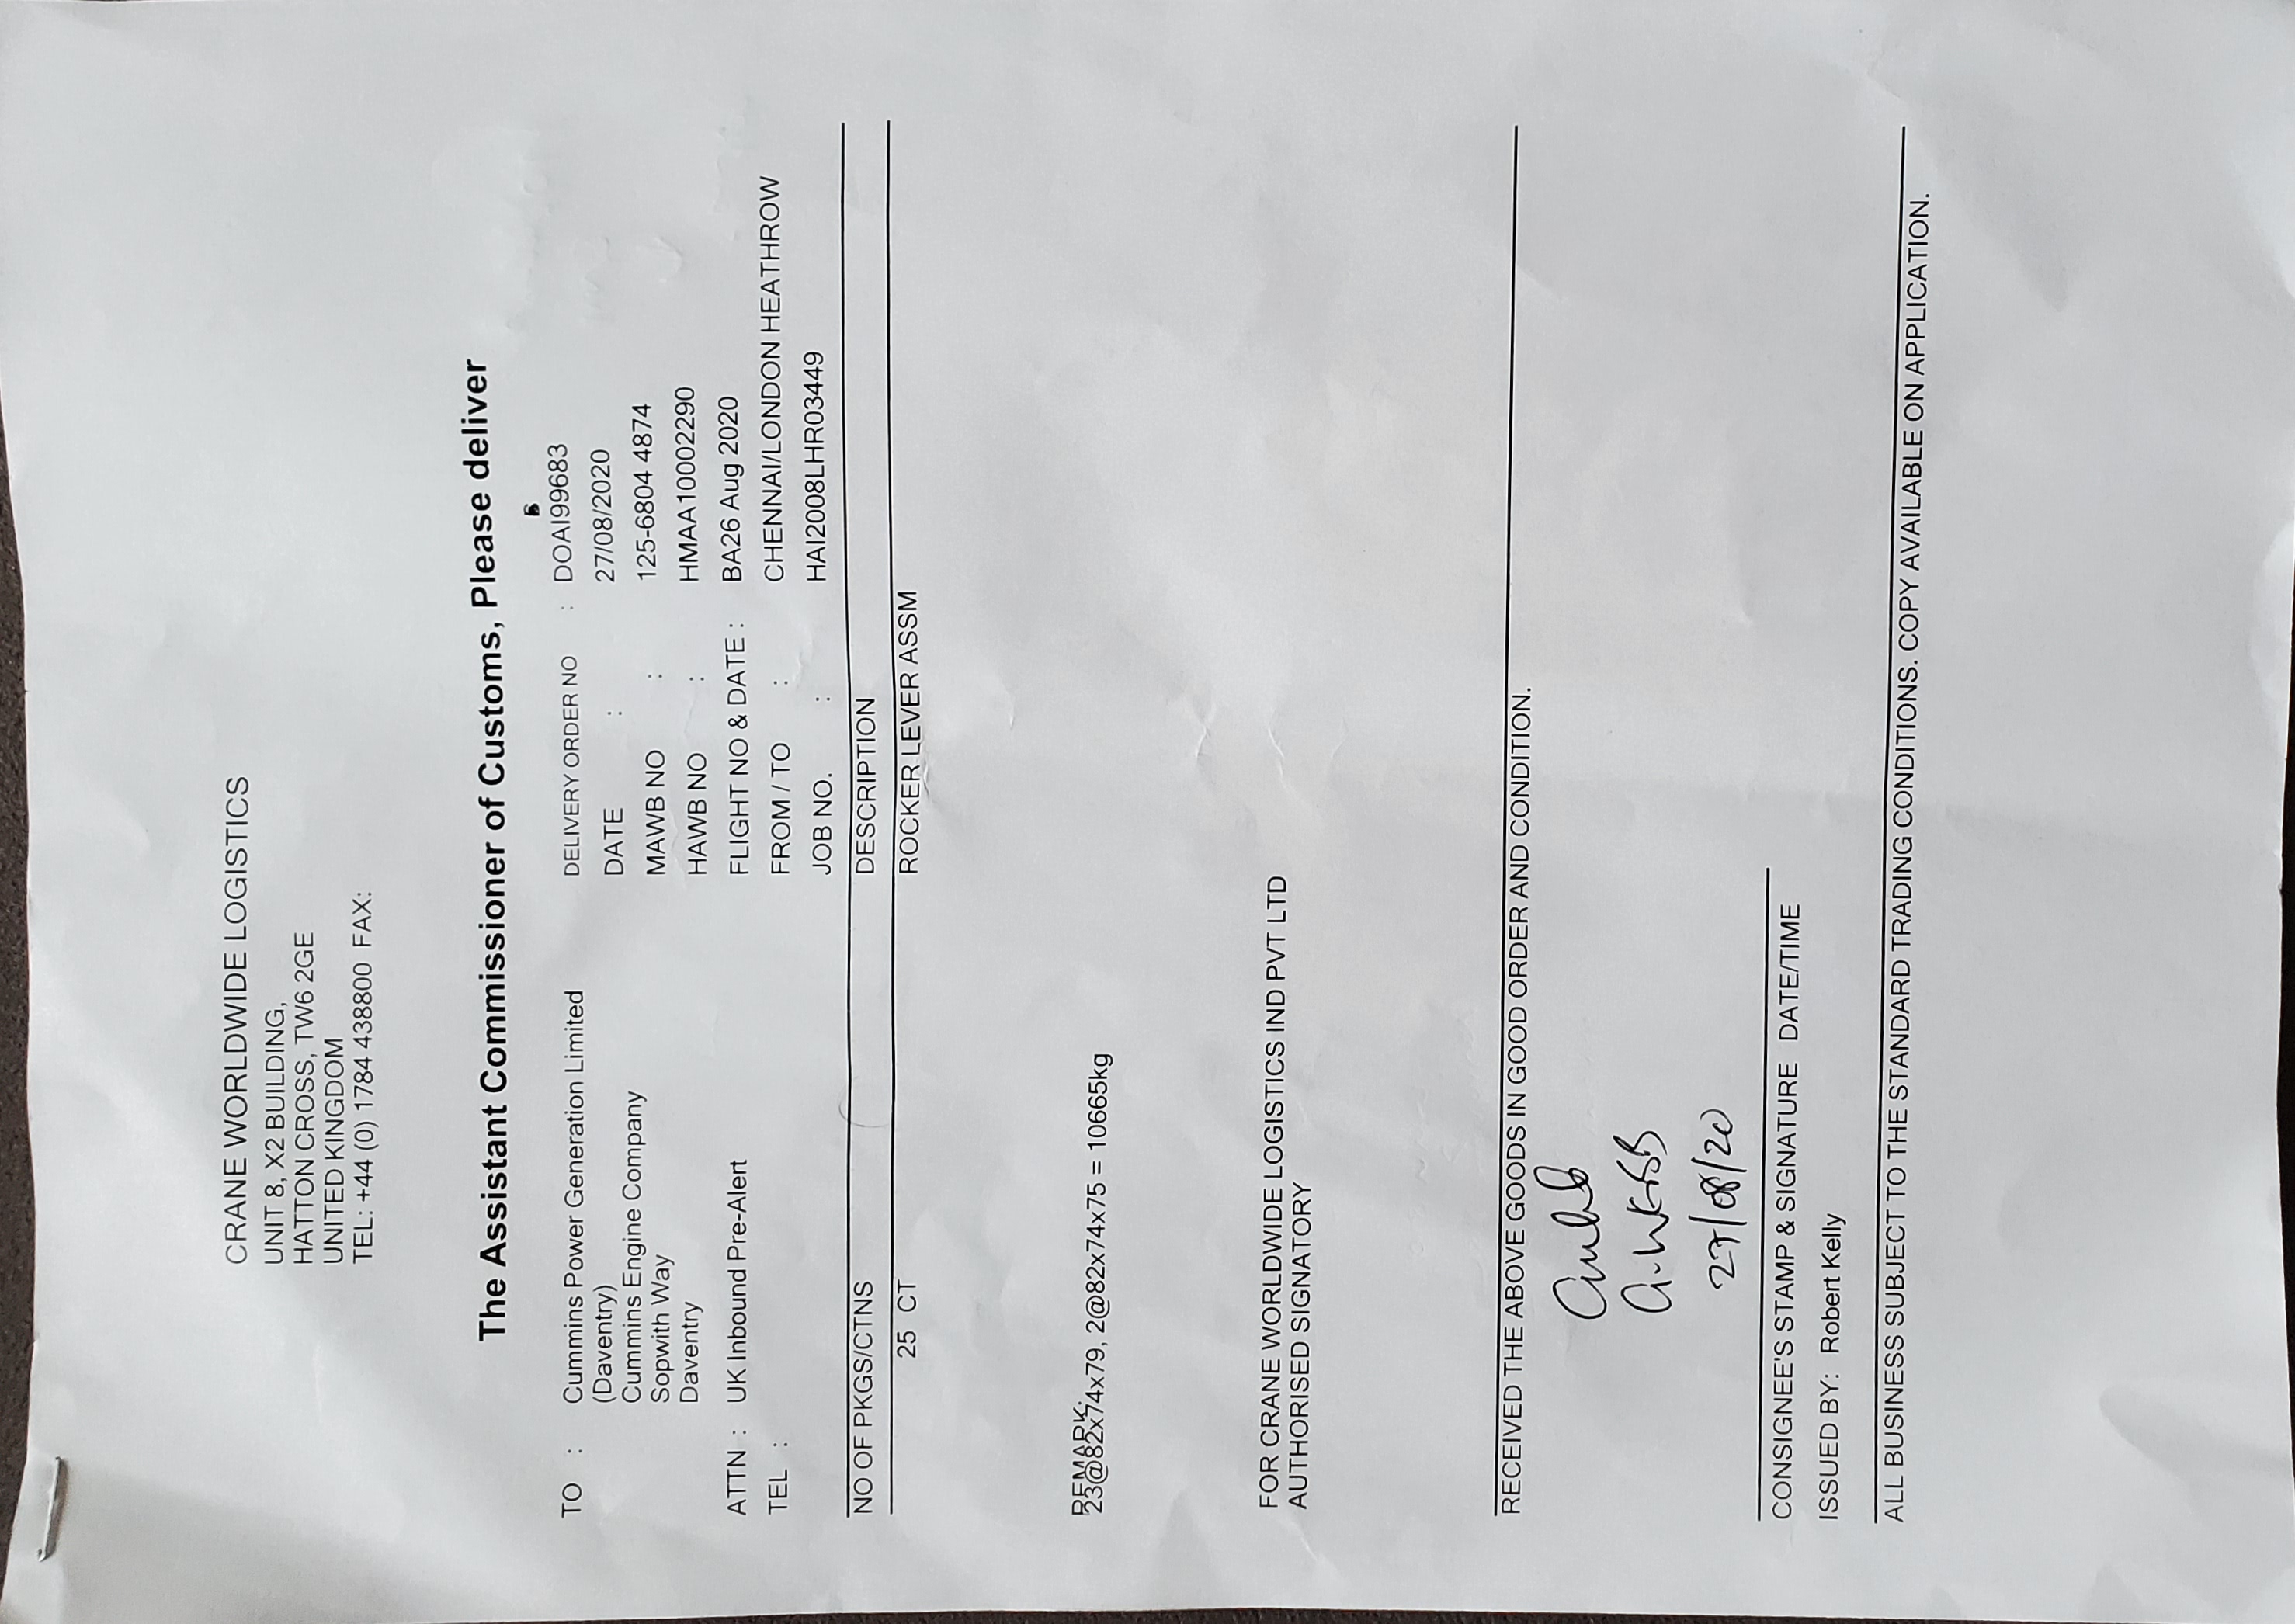 CRANE WORLDWIDE LOGISTICS
UNIT 8, X2 BUILDING,
HATTON CROSS, TW6 2GE
UNITED KINGDOM
TEL: +44 (0) 1784 438800 FAX:
The Assistant Commissioner of Customs, Please deliver
TO : Cummins Power Generation Limited
(Daventry)
Cummins Engine Company
Sopwith Way
Daventry
ATTN : UK Inbound Pre-Alert
TEL :
DELIVERY ORDER NO : DOAI99683
DATE : 27/08/2020
MAWB NO : 125-6804 4874
HAWB NO : HMAA10002290
FLIGHT NO & DATE : BA26 Aug 2020
FROM / TO : CHENNAI/LONDON HEATHROW
JOB NO. : HAI2008LHR03449
NO OF PKGS/CTNS DESCRIPTION
25 CT ROCKER LEVER ASSM
REMARK:
23@82x74x79, 2@82x74x75 = 10665kg
FOR CRANE WORLDWIDE LOGISTICS IND PVT LTD
AUTHORISED SIGNATORY
RECEIVED THE ABOVE GOODS IN GOOD ORDER AND CONDITION.
G.WEBB
27/08/20
CONSIGNEE'S STAMP & SIGNATURE DATE/TIME
ISSUED BY: Robert Kelly
ALL BUSINESS SUBJECT TO THE STANDARD TRADING CONDITIONS. COPY AVAILABLE ON APPLICATION.